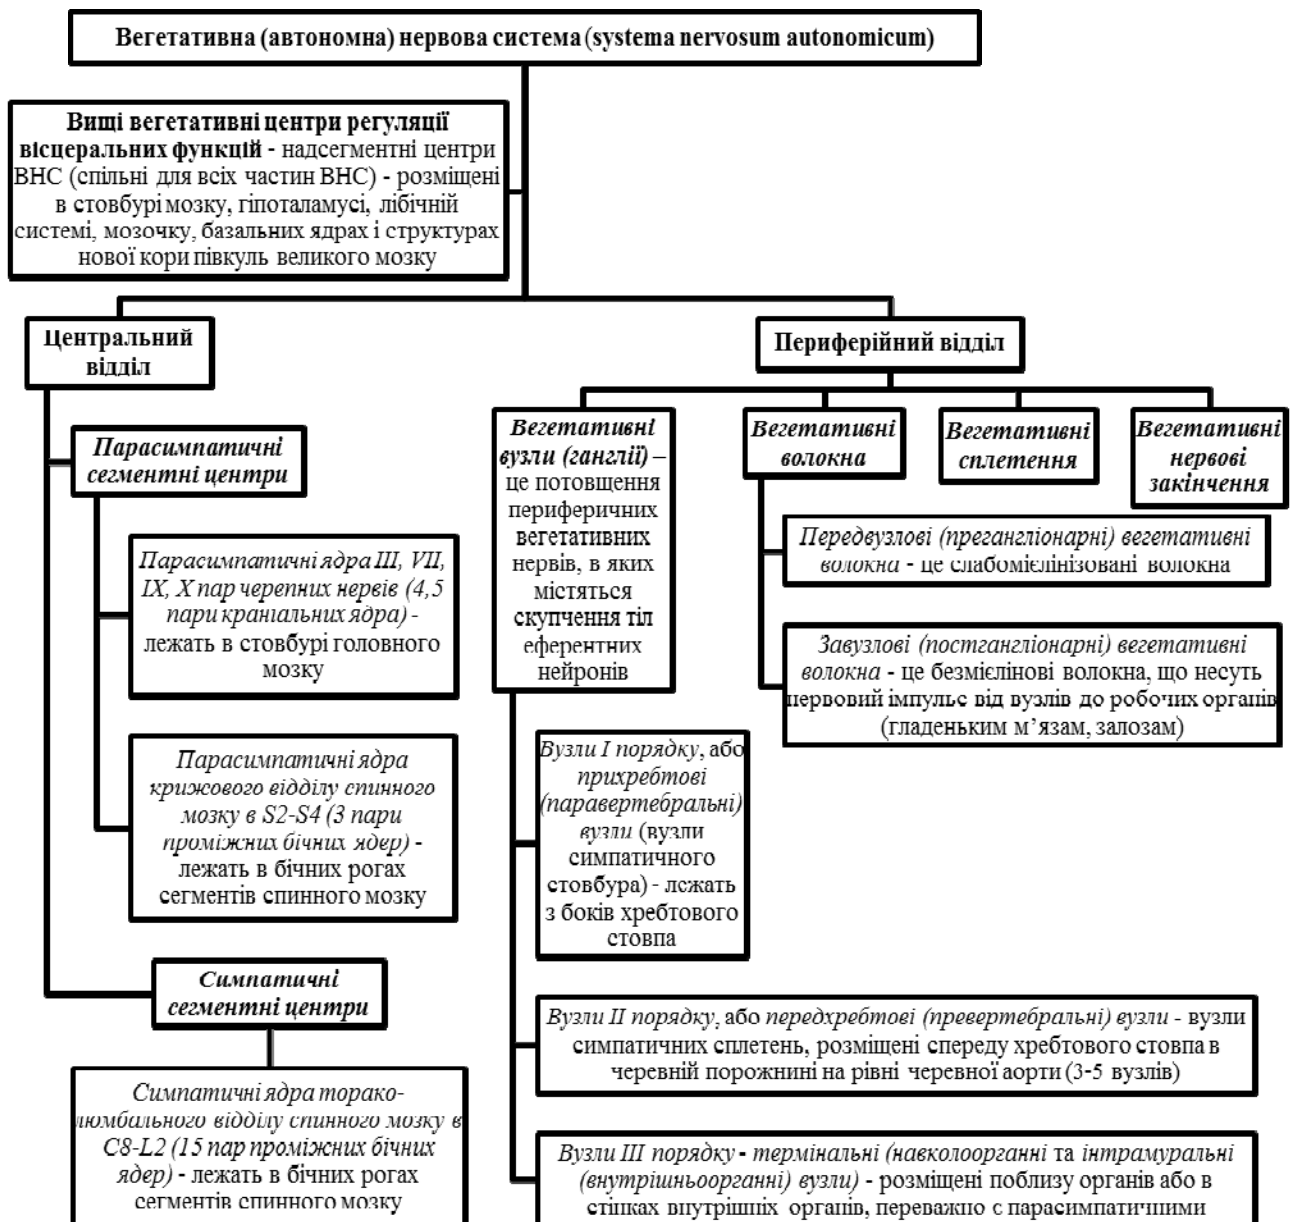 Вегетативна (автономна) нервова система (systema nervosum autonomicum)
Вищі вегетативні центри регуляції
вісцеральних функцій - надсегментні центри
ВНС (спільні для всіх частин ВНС) - розміщені
в стовбурі мозку, гіпоталамусі, лібічній
системі, мозочку, базальних ядрах і структурах
нової кори півкуль великого мозку
Центральний
відділ
Парасимпатичні
сегментні центри
Парасимпатичні ядра III, VII,
IX, X пар черепних нервів (4,5
пари краніальних ядра) -
лежать в стовбурі головного
мозку
Парасимпатичні ядра
крижового відділу спинного
мозку в S2-S4 (3 пари
проміжних бічних ядер) -
лежать в бічних рогах
сегментів спинного мозку
Симпатичні
сегментні центри
Симпатичні ядра торако-
люмбального відділу спинного мозку в
C8-L2 (15 пар проміжних бічних
ядер) - лежать в бічних рогах
сегментів спинного мозку
Периферійний відділ
Вегетативні
вузли (ганглії) –
це потовщення
периферичних
вегетативних
нервів, в яких
містяться
скупчення тіл
еферентних
нейронів
Вегетативні
волокна
Вегетативні
сплетення
Вегетативні
нервові
закінчення
Передвузлові (прегангліонарні) вегетативні
волокна - це слабомієлінізовані волокна
Завузлові (постгангліонарні) вегетативні
волокна - це безмієлінові волокна, що несуть
нервовий імпульс від вузлів до робочих органів
(гладеньким м’язам, залозам)
Вузли I порядку, або
прихребтові
(паравертебральні)
вузли (вузли
симпатичного
стовбура) - лежать
з боків хребтового
стовпа
Вузли II порядку, або передхребтові (превертебральні) вузли - вузли
симпатичних сплетень, розміщені спереду хребтового стовпа в
черевній порожнині на рівні черевної аорти (3-5 вузлів)
Вузли III порядку - термінальні (навколоорганні та інтрамуральні
(внутрішньоорганні) вузли) - розміщені поблизу органів або в
стінках внутрішніх органів, переважно є парасимпатичними